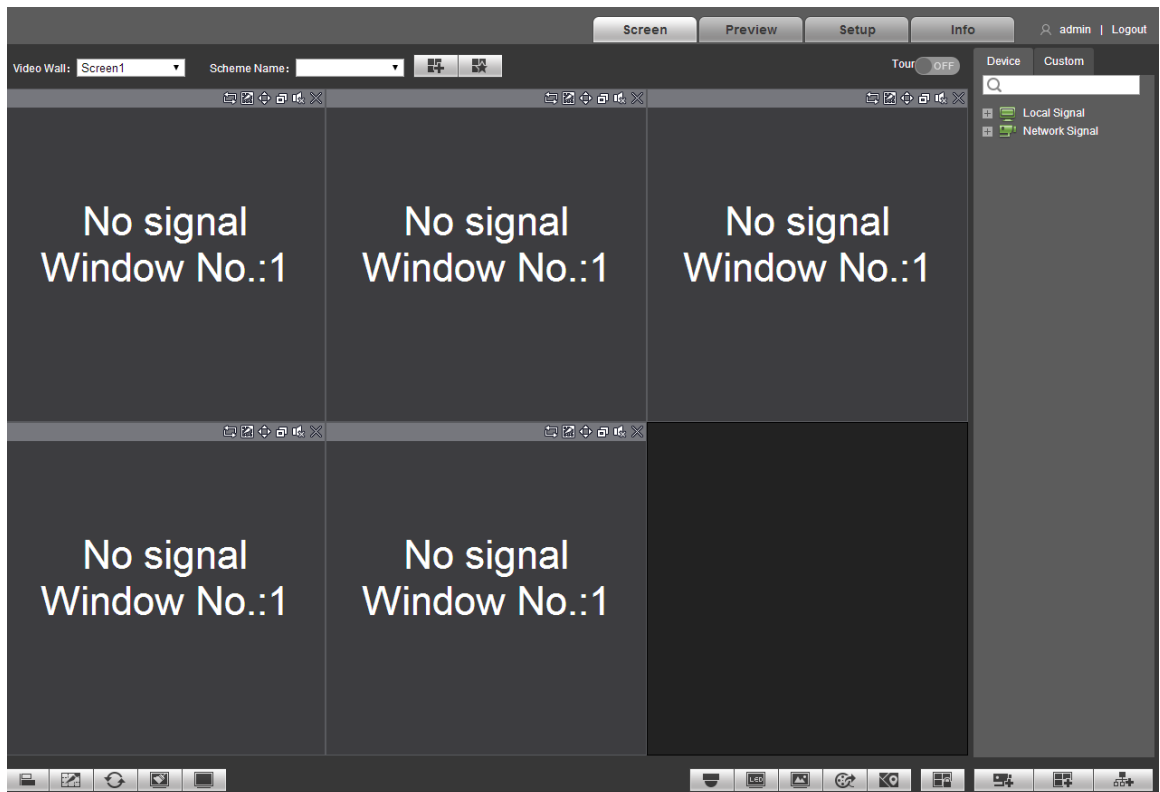 Screen Preview Setup Info admin | Logout
Video Wall: Screen1 Scheme Name: Tour OFF Device Custom
Local Signal
Network Signal
No signal
Window No.:1
No signal
Window No.:1
No signal
Window No.:1
No signal
Window No.:1
No signal
Window No.:1
LED